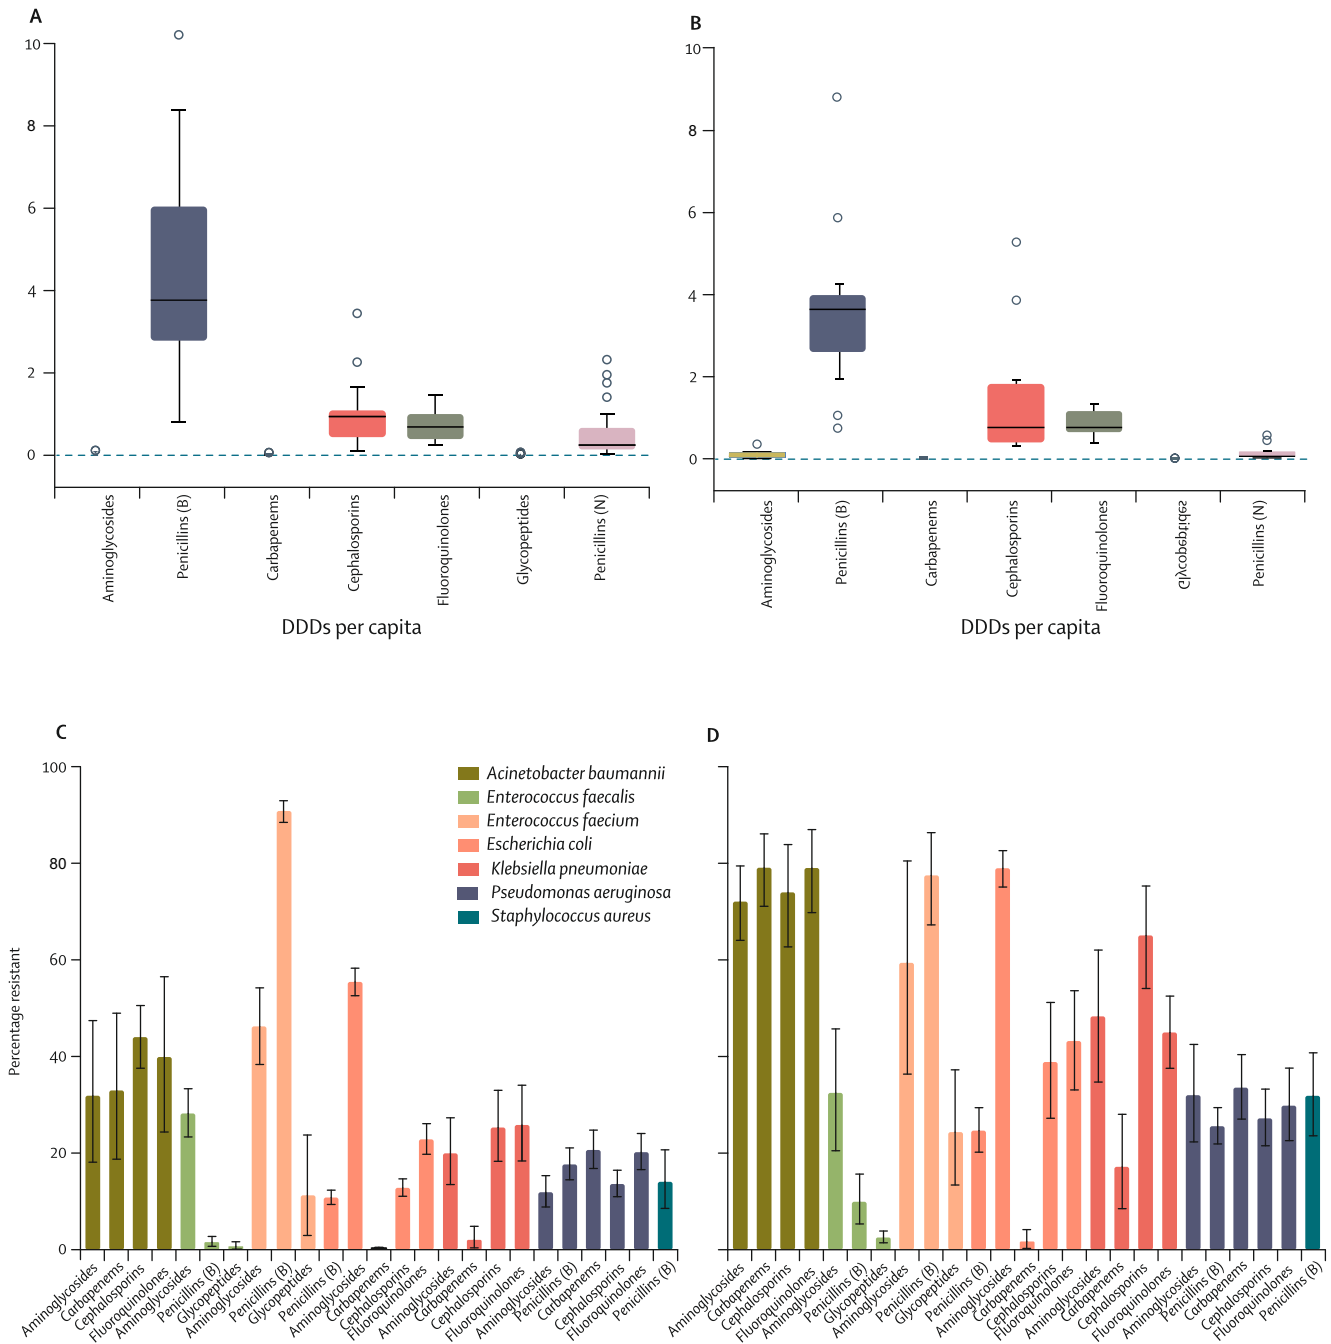 A
10
8
6
4
2
0
Aminoglycosides
Penicillins (B)
Carbapenems
Cephalosporins
Fluoroquinolones
Glycopeptides
Penicillins (N)
DDDs per capita
B
10
8
6
4
2
0
Aminoglycosides
Penicillins (B)
Carbapenems
Cephalosporins
Fluoroquinolones
Glycopeptides
Penicillins (N)
DDDs per capita
C
Percentage resistant
100
80
60
40
20
0
Acinetobacter baumannii
Enterococcus faecalis
Enterococcus faecium
Escherichia coli
Klebsiella pneumoniae
Pseudomonas aeruginosa
Staphylococcus aureus
Aminoglycosides
Carbapenems
Cephalosporins
Fluoroquinolones
Aminoglycosides
Penicillins (B)
Glycopeptides
Aminoglycosides
Penicillins (B)
Glycopeptides
Penicillins (B)
Aminoglycosides
Carbapenems
Cephalosporins
Fluoroquinolones
Aminoglycosides
Carbapenems
Cephalosporins
Fluoroquinolones
Aminoglycosides
Penicillins (B)
Carbapenems
Cephalosporins
Fluoroquinolones
Penicillins (B)
D
Aminoglycosides
Carbapenems
Cephalosporins
Fluoroquinolones
Aminoglycosides
Penicillins (B)
Glycopeptides
Aminoglycosides
Penicillins (B)
Glycopeptides
Penicillins (B)
Aminoglycosides
Carbapenems
Cephalosporins
Fluoroquinolones
Aminoglycosides
Carbapenems
Cephalosporins
Fluoroquinolones
Aminoglycosides
Penicillins (B)
Carbapenems
Cephalosporins
Fluoroquinolones
Penicillins (B)